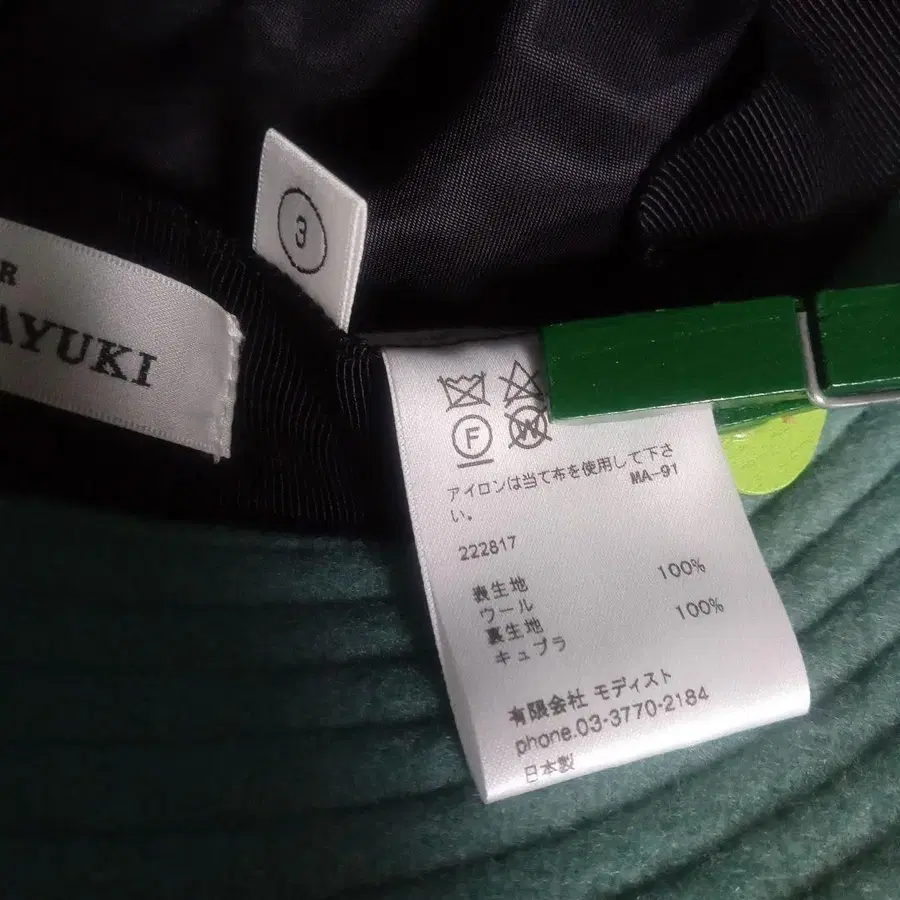 3
R
AYUKI
F
W
アイロンは当て布を使用して下さ
い。
MA-91
222817
表生地
ウール 100%
裏生地
キュプラ 100%
有限会社 モディスト
phone.03-3770-2184
日本製